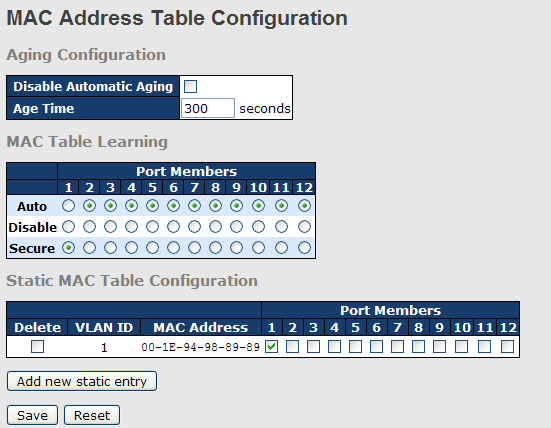 MAC Address Table Configuration
Aging Configuration
Disable Automatic Aging
Age Time 300 seconds
MAC Table Learning
Port Members
1 2 3 4 5 6 7 8 9 10 11 12
Auto
Disable
Secure
Static MAC Table Configuration
Port Members
Delete VLAN ID MAC Address 1 2 3 4 5 6 7 8 9 10 11 12
1 00-1E-94-98-89-89
Add new static entry
Save Reset